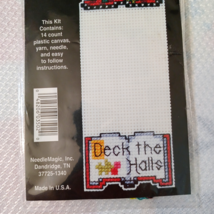 This Kit
Contains:
14 count
plastic canvas,
yarn, needle,
and easy
to follow
instructions.
Deck the
Halls
NeedleMagic, Inc.
Dandridge, TN
37725-1340
Made in U.S.A.